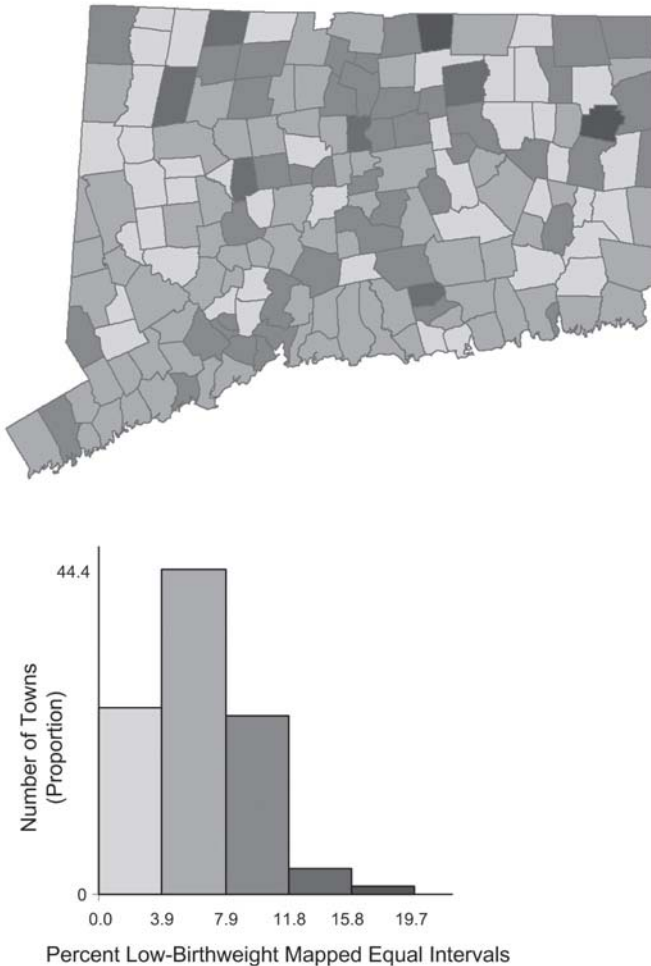 44.4
Number of Towns
(Proportion)
0
0.0 3.9 7.9 11.8 15.8 19.7
Percent Low-Birthweight Mapped Equal Intervals